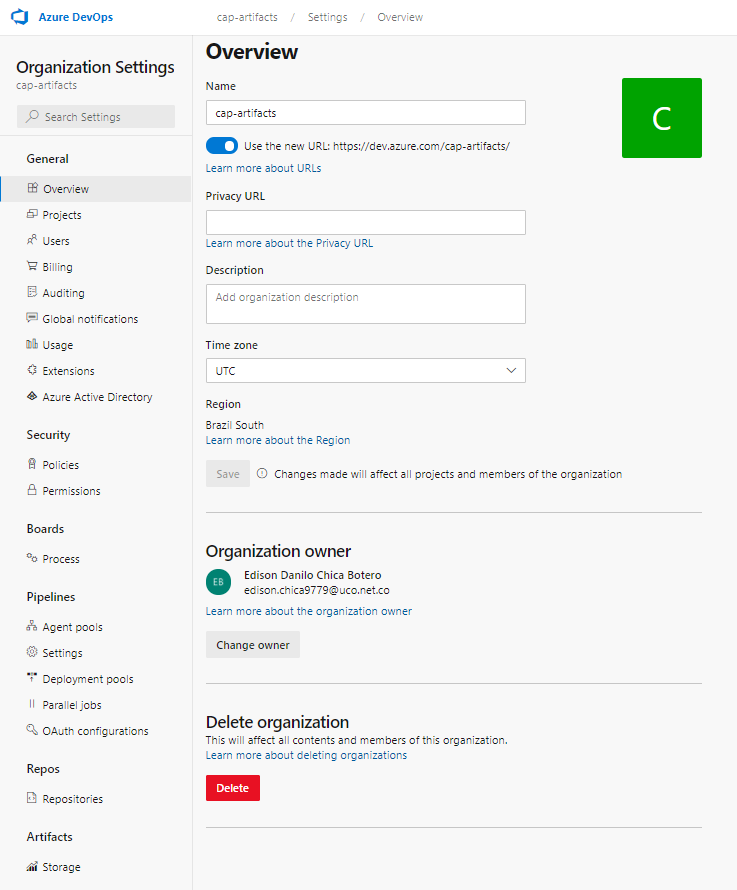 Azure DevOps
cap-artifacts / Settings / Overview
Organization Settings
cap-artifacts
Search Settings
General
Overview
Projects
Users
Billing
Auditing
Global notifications
Usage
Extensions
Azure Active Directory
Security
Policies
Permissions
Boards
Process
Pipelines
Agent pools
Settings
Deployment pools
Parallel jobs
OAuth configurations
Repos
Repositories
Artifacts
Storage
Overview
Name
cap-artifacts
C
Use the new URL: https://dev.azure.com/cap-artifacts/
Learn more about URLs
Privacy URL
Learn more about the Privacy URL
Description
Add organization description
Time zone
UTC
Region
Brazil South
Learn more about the Region
Save
Changes made will affect all projects and members of the organization
Organization owner
EB
Edison Danilo Chica Botero
edison.chica9779@uco.net.co
Learn more about the organization owner
Change owner
Delete organization
This will affect all contents and members of this organization.
Learn more about deleting organizations
Delete